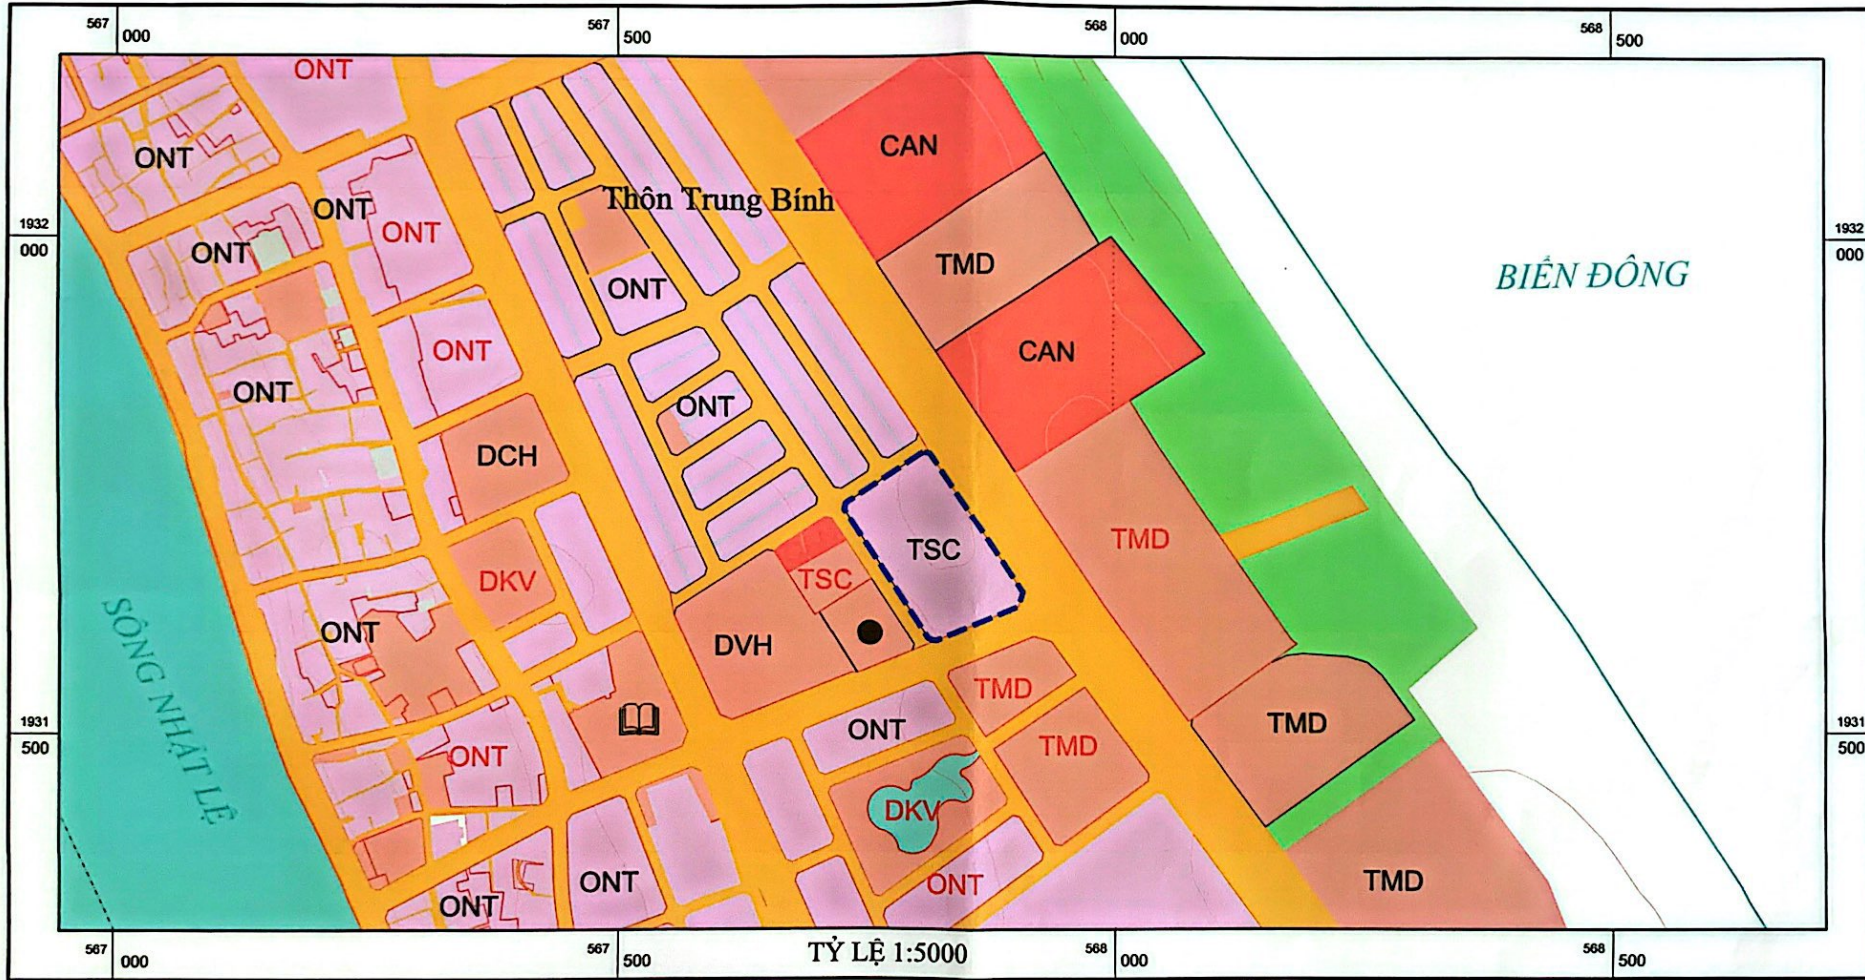 567 000
567 500
568 000
568 500
ONT
CAN
ONT
Thôn Trung Bính
ONT
ONT
1932 000
1932 000
ONT
TMD
BIỂN ĐÔNG
ONT
ONT
CAN
ONT
ONT
DCH
TMD
TSC
DKV
TSC
SÔNG NHẬT LỆ
ONT
DVH
TMD
1931 500
1931 500
ONT
TMD
TMD
ONT
DKV
ONT
ONT
TMD
ONT
567 000
567 500
TỶ LỆ 1:5000
568 000
568 500